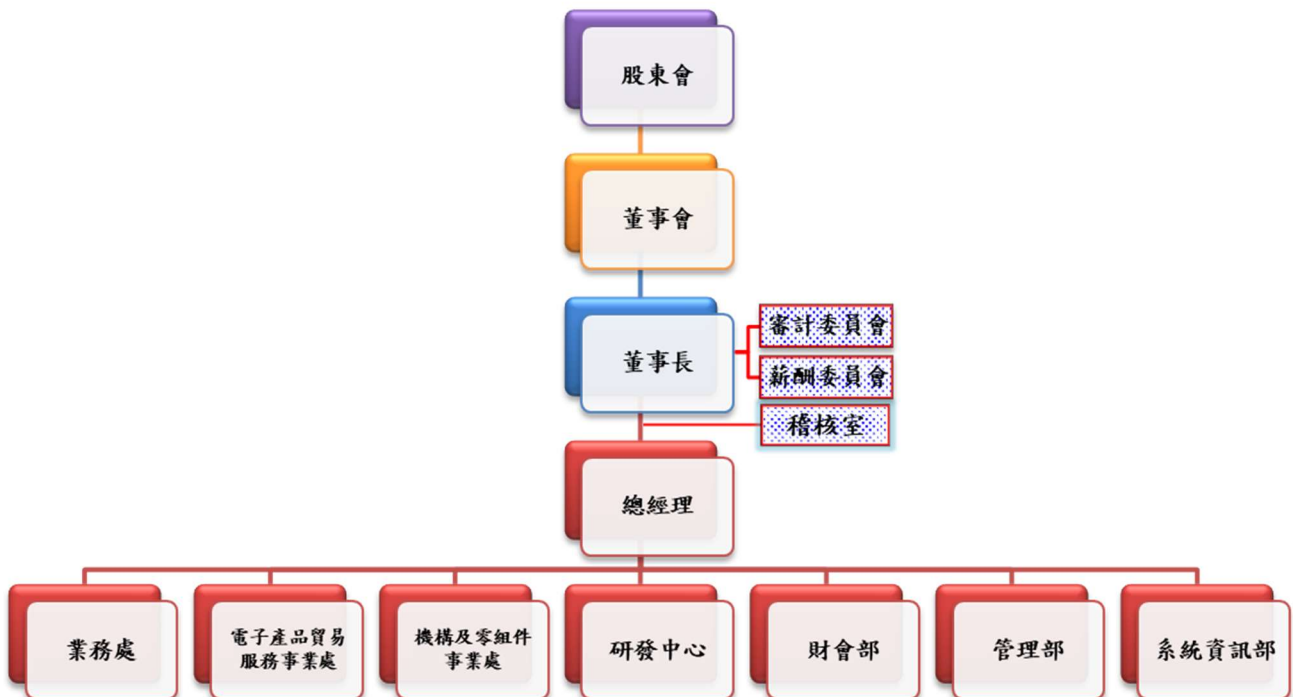 股東會
董事會
董事長
審計委員會
薪酬委員會
稽核室
總經理
業務處
電子產品貿易
服務事業處
機構及零組件
事業處
研發中心
財會部
管理部
系統資訊部